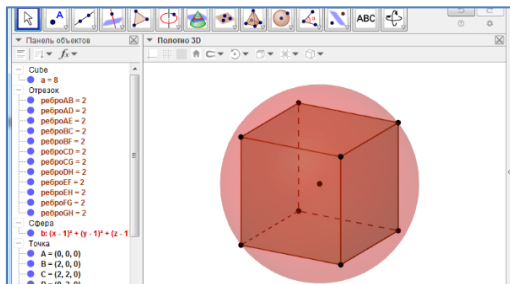 ABC
Панель объектов
Полотно 3D
fx
Cube
a = 8
Отрезок
реброAB = 2
реброAD = 2
реброAE = 2
реброBC = 2
реброBF = 2
реброCD = 2
реброCG = 2
реброDH = 2
реброEF = 2
реброEH = 2
реброFG = 2
реброGH = 2
Сфера
b: (x - 1)² + (y - 1)² + (z - 1
Точка
A = (0, 0, 0)
B = (2, 0, 0)
C = (2, 2, 0)